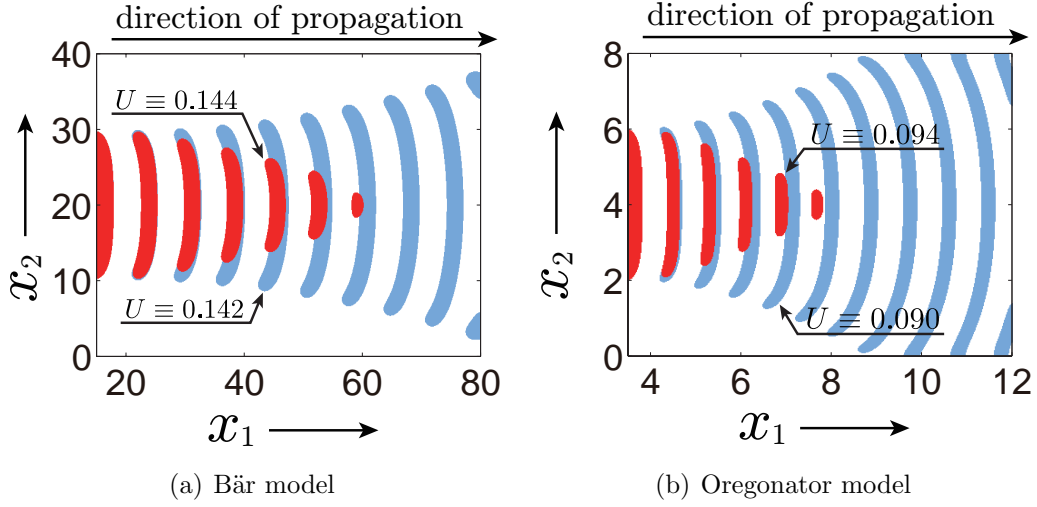 direction of propagation
40
30
20
10
0
x₂
U ≡ 0.144
U ≡ 0.142
20 40 60 80
x₁
(a) Bär model
direction of propagation
8
6
4
2
0
x₂
U ≡ 0.094
U ≡ 0.090
4 6 8 10 12
x₁
(b) Oregonator model